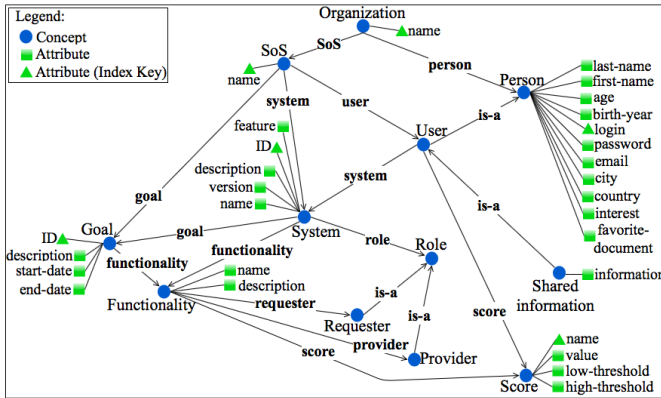 Legend:
Concept
Attribute
Attribute (Index Key)
Organization
name
SoS
SoS
name
person
Person
last-name
first-name
age
birth-year
login
password
email
city
country
interest
favorite-
document
system
user
is-a
feature
ID
User
description
version
name
system
goal
System
goal
role
is-a
Goal
ID
description
start-date
end-date
functionality
functionality
Role
name
description
Functionality
requester
is-a
is-a
Shared
information
information
Requester
provider
score
score
Provider
Score
name
value
low-threshold
high-threshold